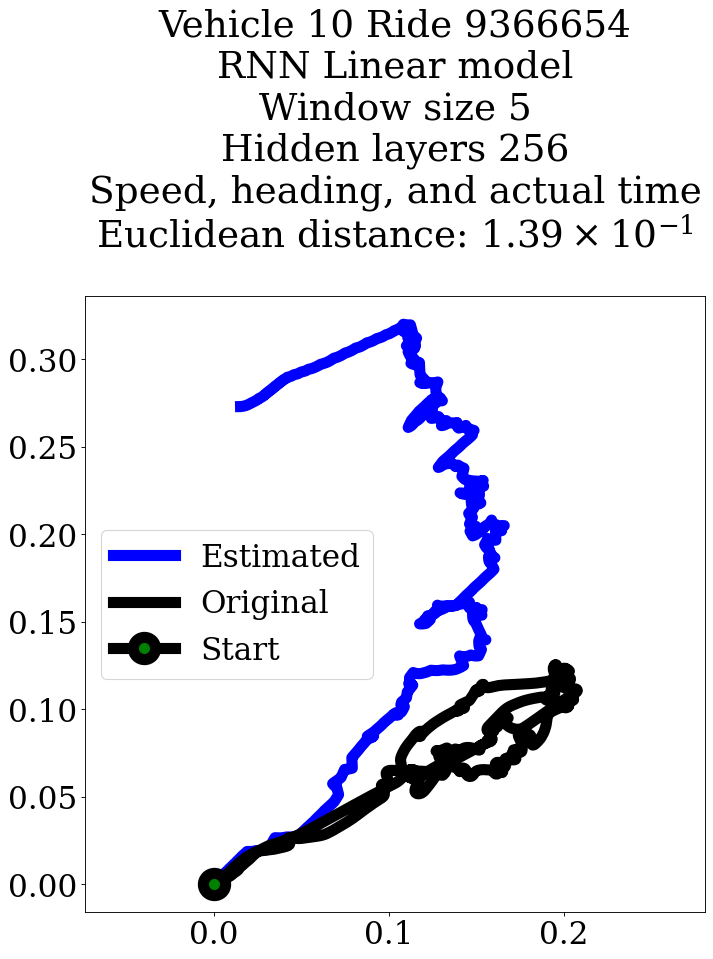 Vehicle 10 Ride 9366654
RNN Linear model
Window size 5
Hidden layers 256
Speed, heading, and actual time
Euclidean distance: 1.39 × 10⁻¹
0.30
0.25
0.20
0.15
0.10
0.05
0.00
Estimated
Original
Start
0.0 0.1 0.2